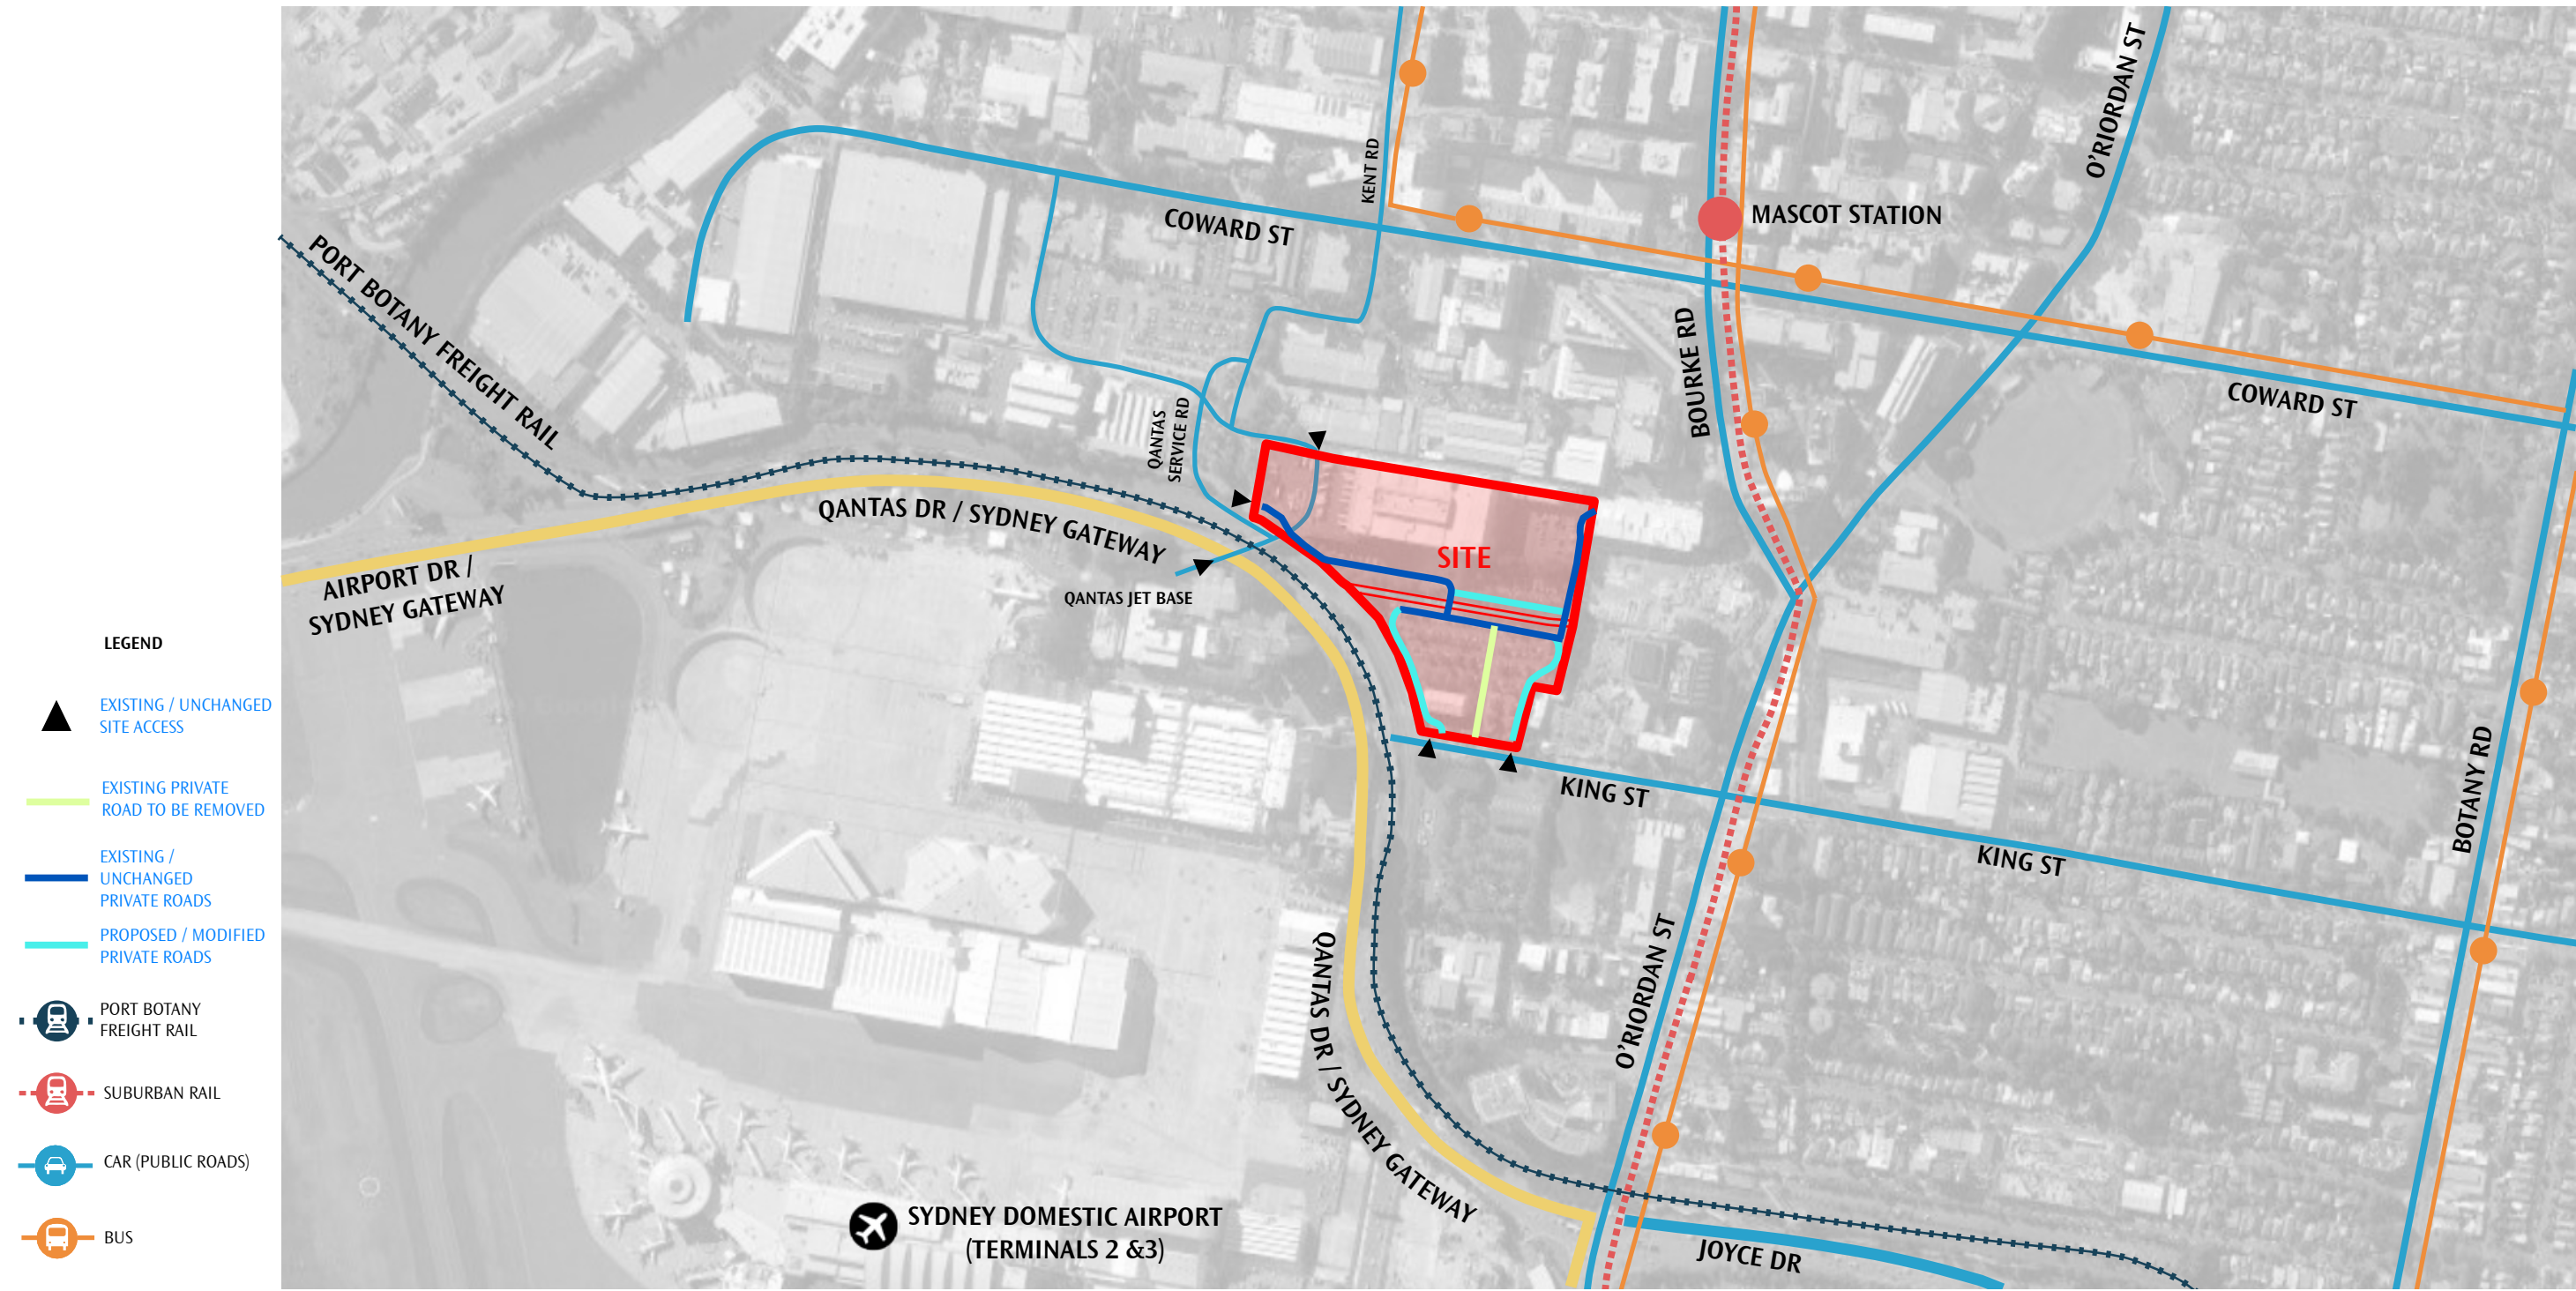 KENT RD
O'RIORDAN ST
MASCOT STATION
COWARD ST
PORT BOTANY FREIGHT RAIL
BOURKE RD
COWARD ST
QANTAS
SERVICE RD
QANTAS DR / SYDNEY GATEWAY
SITE
AIRPORT DR /
SYDNEY GATEWAY
QANTAS JET BASE
KING ST
BOTANY RD
KING ST
O'RIORDAN ST
QANTAS DR / SYDNEY GATEWAY
SYDNEY DOMESTIC AIRPORT
(TERMINALS 2 &3)
JOYCE DR
LEGEND
EXISTING / UNCHANGED
SITE ACCESS
EXISTING PRIVATE
ROAD TO BE REMOVED
EXISTING /
UNCHANGED
PRIVATE ROADS
PROPOSED / MODIFIED
PRIVATE ROADS
PORT BOTANY
FREIGHT RAIL
SUBURBAN RAIL
CAR (PUBLIC ROADS)
BUS